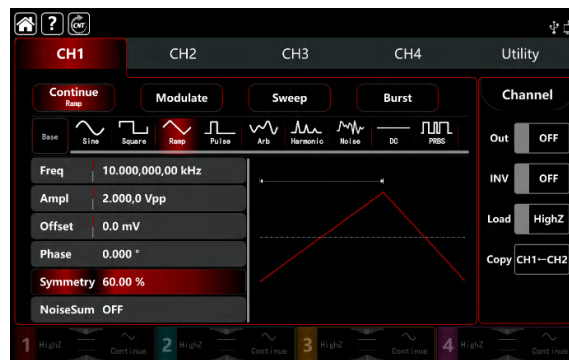 ? CNT
CH1 CH2 CH3 CH4 Utility
Continue
Ramp
Modulate Sweep Burst Channel
Base Sine Square Ramp Pulse Arb Harmonic Noise DC PRBS
Out OFF
Freq 10.000,000,00 kHz
INV OFF
Ampl 2.000,0 Vpp
Offset 0.0 mV
Load HighZ
Phase 0.000 °
Copy CH1←CH2
Symmetry 60.00 %
NoiseSum OFF
1 HighZ Continue 2 HighZ Continue 3 HighZ Continue 4 HighZ Continue